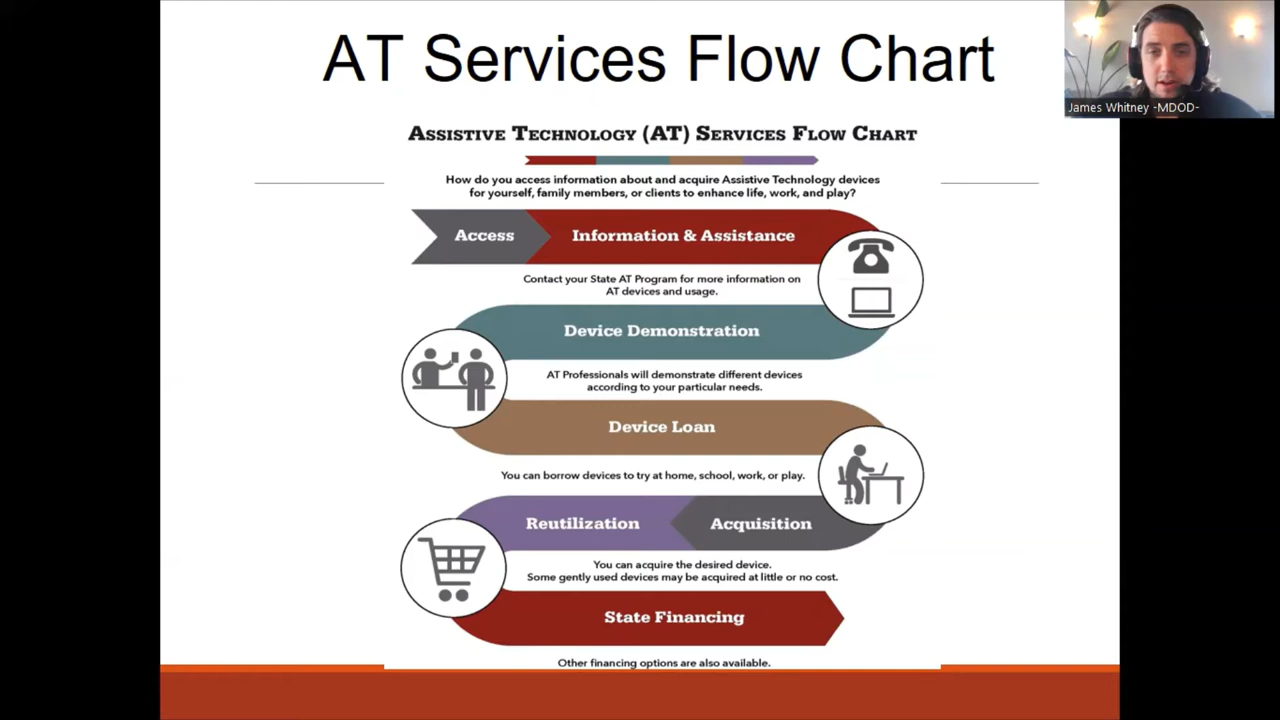 AT Services Flow Chart
James Whitney -MDOD-
ASSISTIVE TECHNOLOGY (AT) SERVICES FLOW CHART
How do you access information about and acquire Assistive Technology devices
for yourself, family members, or clients to enhance life, work, and play?
Access
Information & Assistance
Contact your State AT Program for more information on
AT devices and usage.
Device Demonstration
AT Professionals will demonstrate different devices
according to your particular needs.
Device Loan
You can borrow devices to try at home, school, work, or play.
Reutilization
Acquisition
You can acquire the desired device.
Some gently used devices may be acquired at little or no cost.
State Financing
Other financing options are also available.